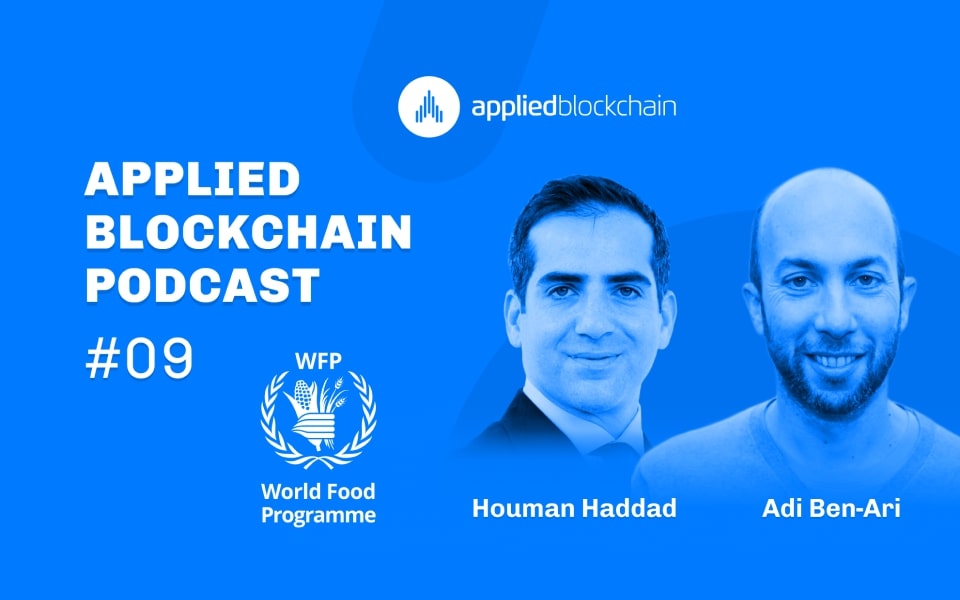 appliedblockchain
APPLIED
BLOCKCHAIN
PODCAST
#09
WFP
World Food
Programme
Houman Haddad
Adi Ben-Ari